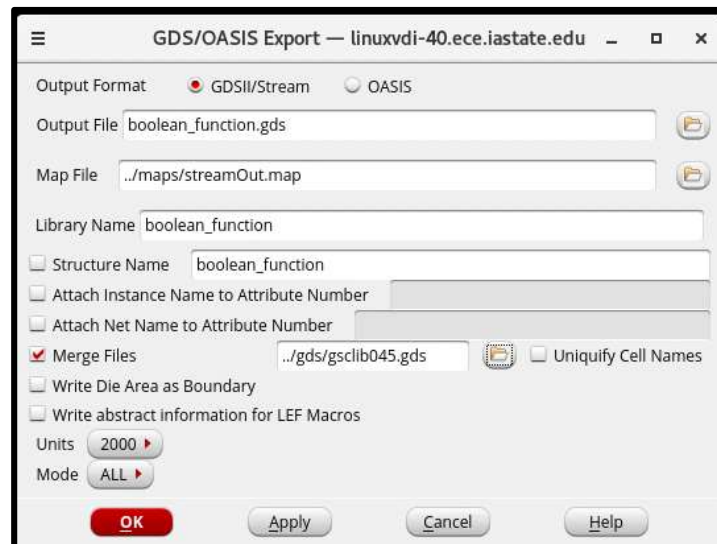 GDS/OASIS Export — linuxvdi-40.ece.iastate.edu
Output Format GDSII/Stream OASIS
Output File boolean_function.gds
Map File ../maps/streamOut.map
Library Name boolean_function
Structure Name boolean_function
Attach Instance Name to Attribute Number
Attach Net Name to Attribute Number
Merge Files ../gds/gsclib045.gds Uniquify Cell Names
Write Die Area as Boundary
Write abstract information for LEF Macros
Units 2000
Mode ALL
OK Apply Cancel Help